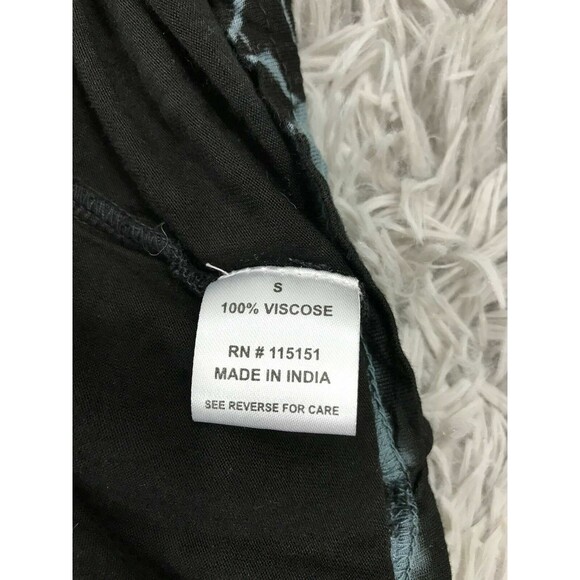 S
100% VISCOSE
RN # 115151
MADE IN INDIA
SEE REVERSE FOR CARE